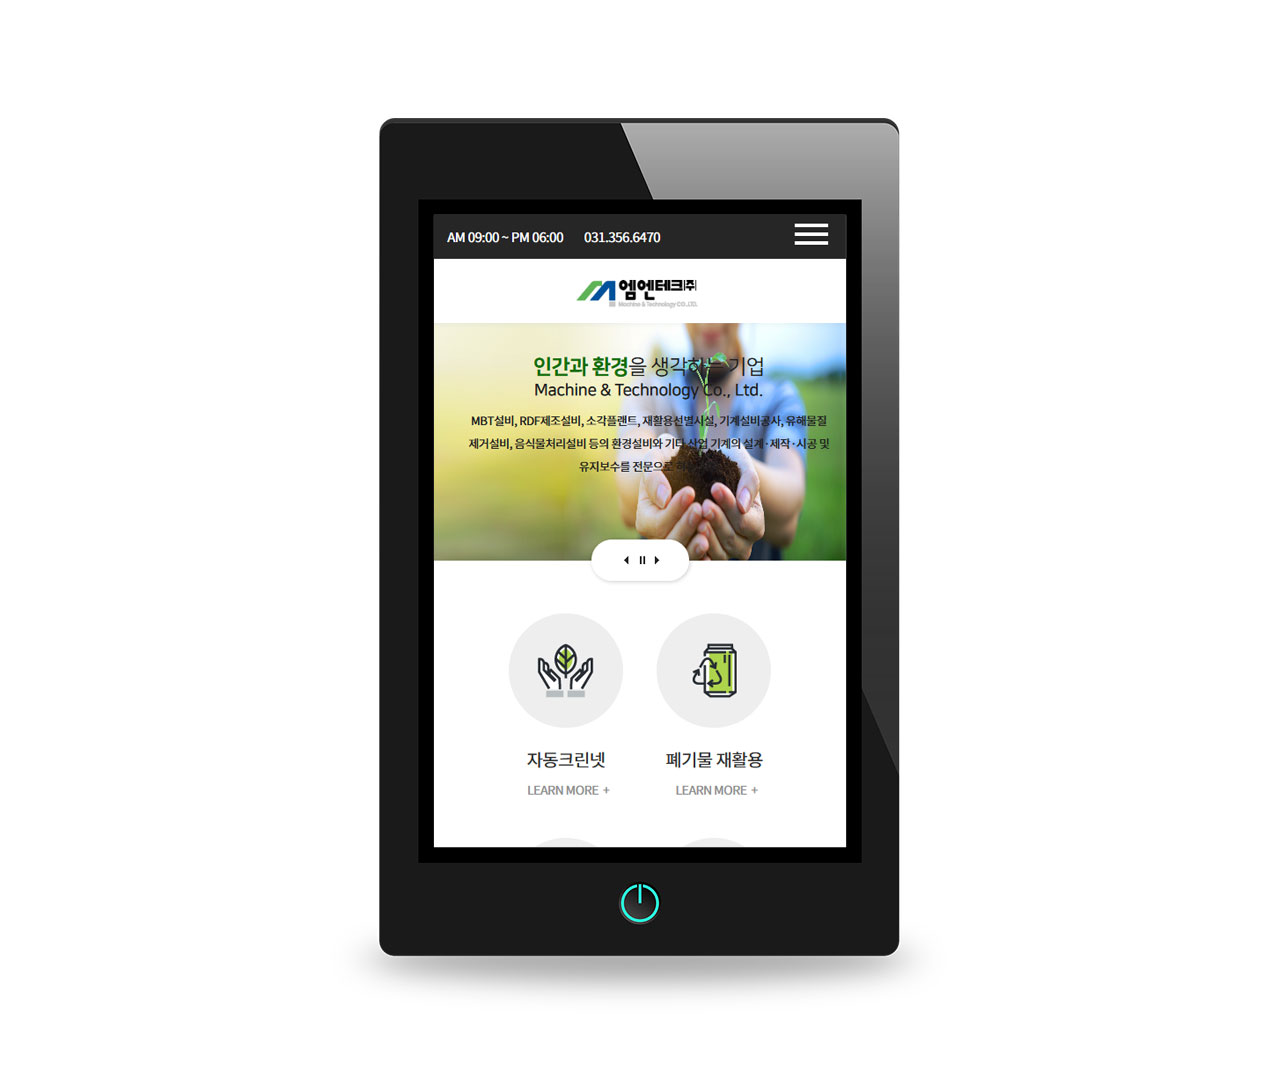 AM 09:00 ~ PM 06:00 031.356.6470
엠엔테크(주)
Machine & Technology CO.,LTD.
인간과 환경을 생각하는 기업
Machine & Technology Co., Ltd.
MBT설비, RDF제조설비, 소각플랜트, 재활용선별시설, 기계설비공사, 유해물질
제거설비, 음식물처리설비 등의 환경설비와 기타 산업 기계의 설계·제작·시공 및
유지보수를 전문으로
자동크린넷
폐기물 재활용
LEARN MORE +
LEARN MORE +